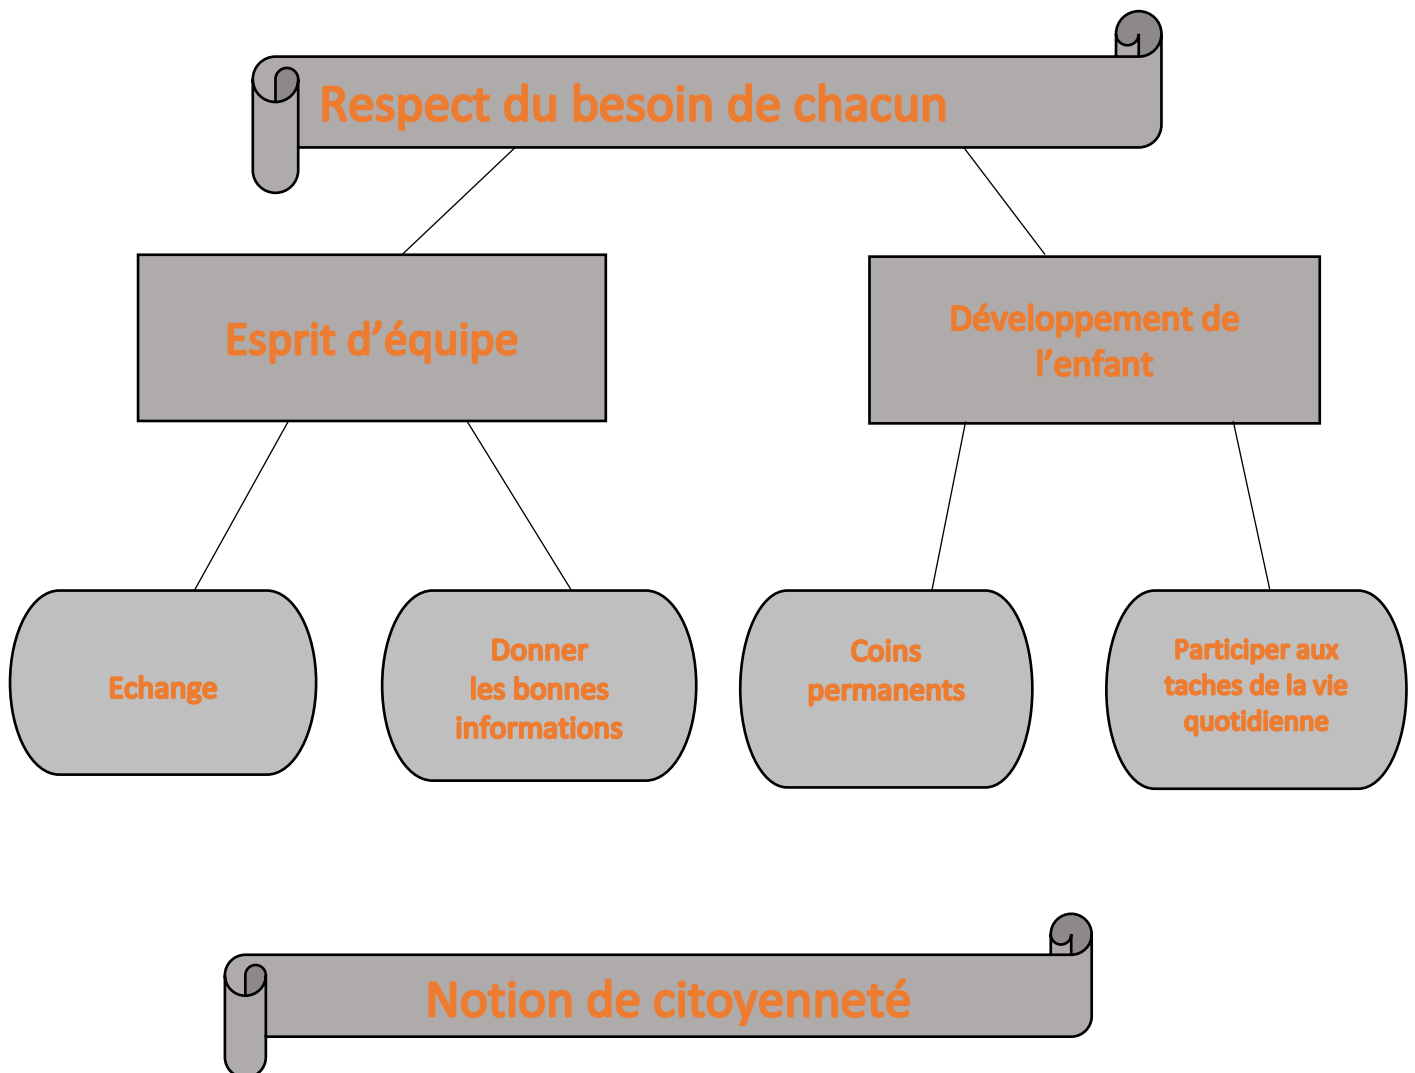 Respect du besoin de chacun
Esprit d’équipe
Développement de
l’enfant
Echange
Donner
les bonnes
informations
Coins
permanents
Participer aux
taches de la vie
quotidienne
Notion de citoyenneté